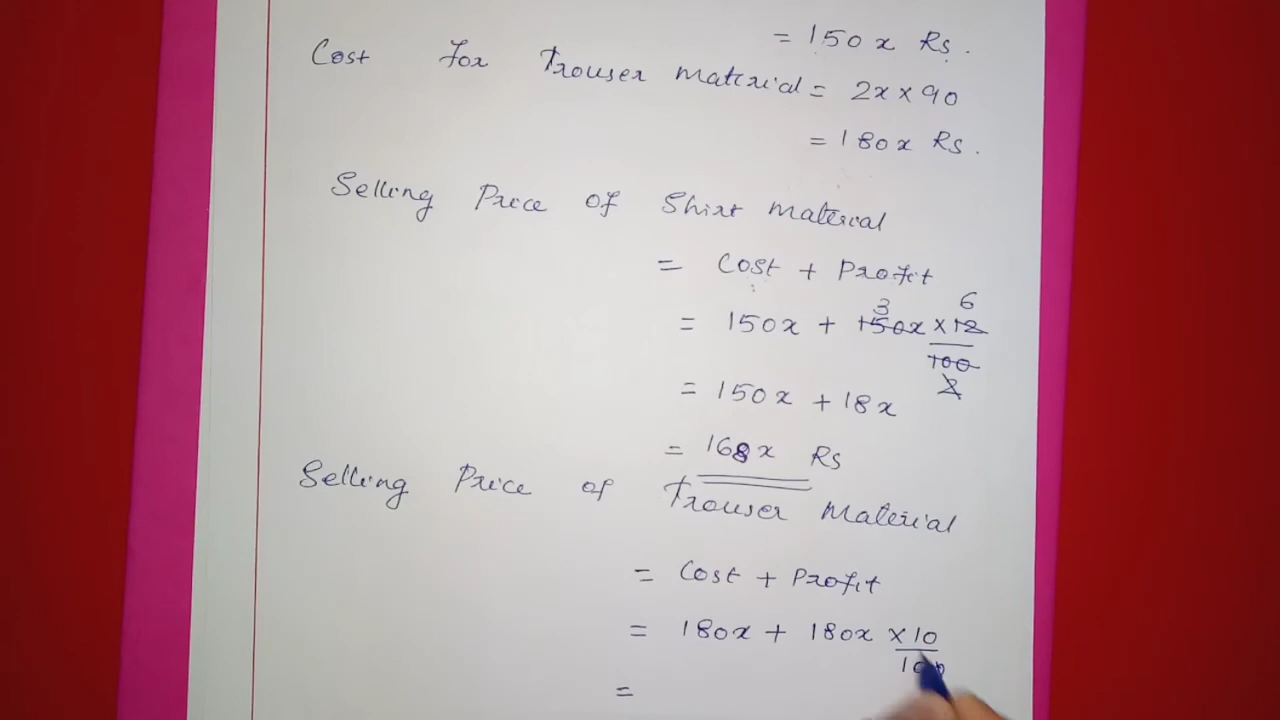 = 150x Rs.
Cost for Trouser material = 2x × 90
= 180x Rs.
Selling Price of Shirt material
= Cost + Profit
3 6
= 150x + 150x × 12
100
2
= 150x + 18x
= 168x Rs
Selling Price of Trouser Material
= Cost + Profit
= 180x + 180x × 10
100
=